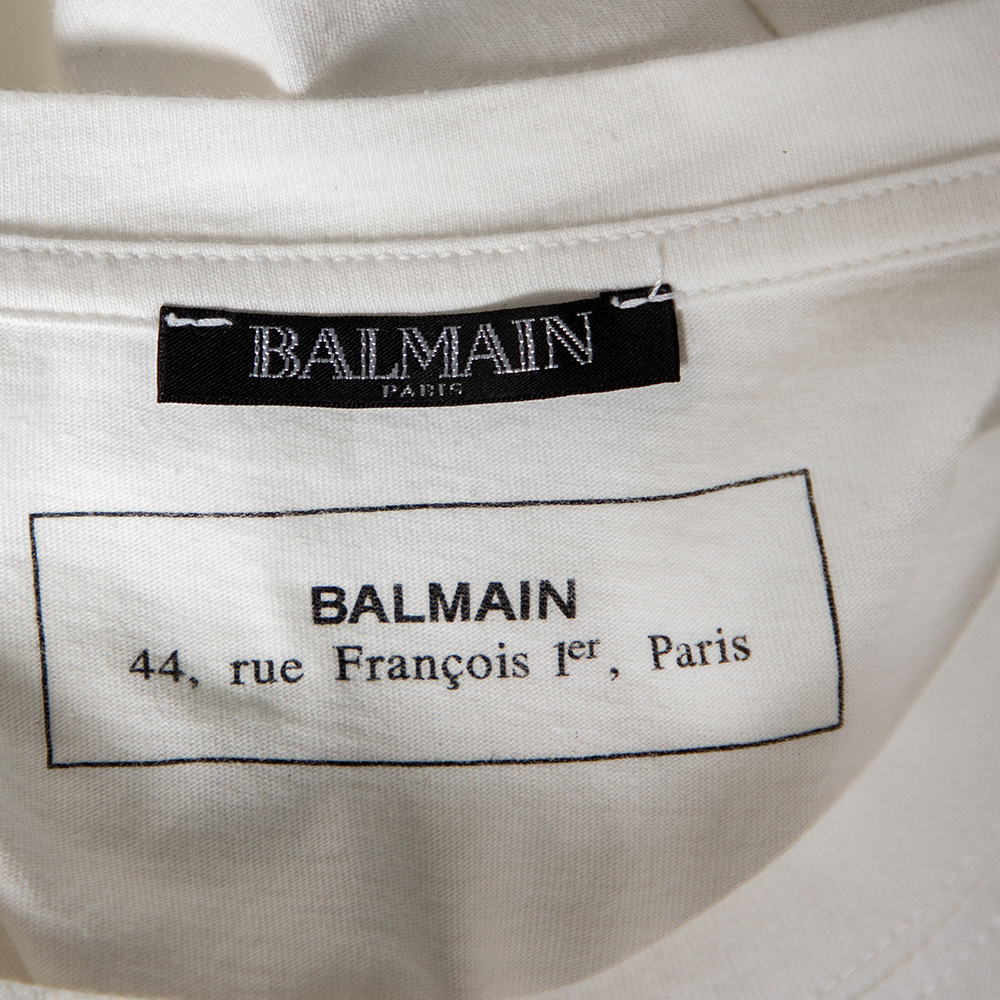 BALMAIN
PARIS
BALMAIN
44, rue François 1er, Paris